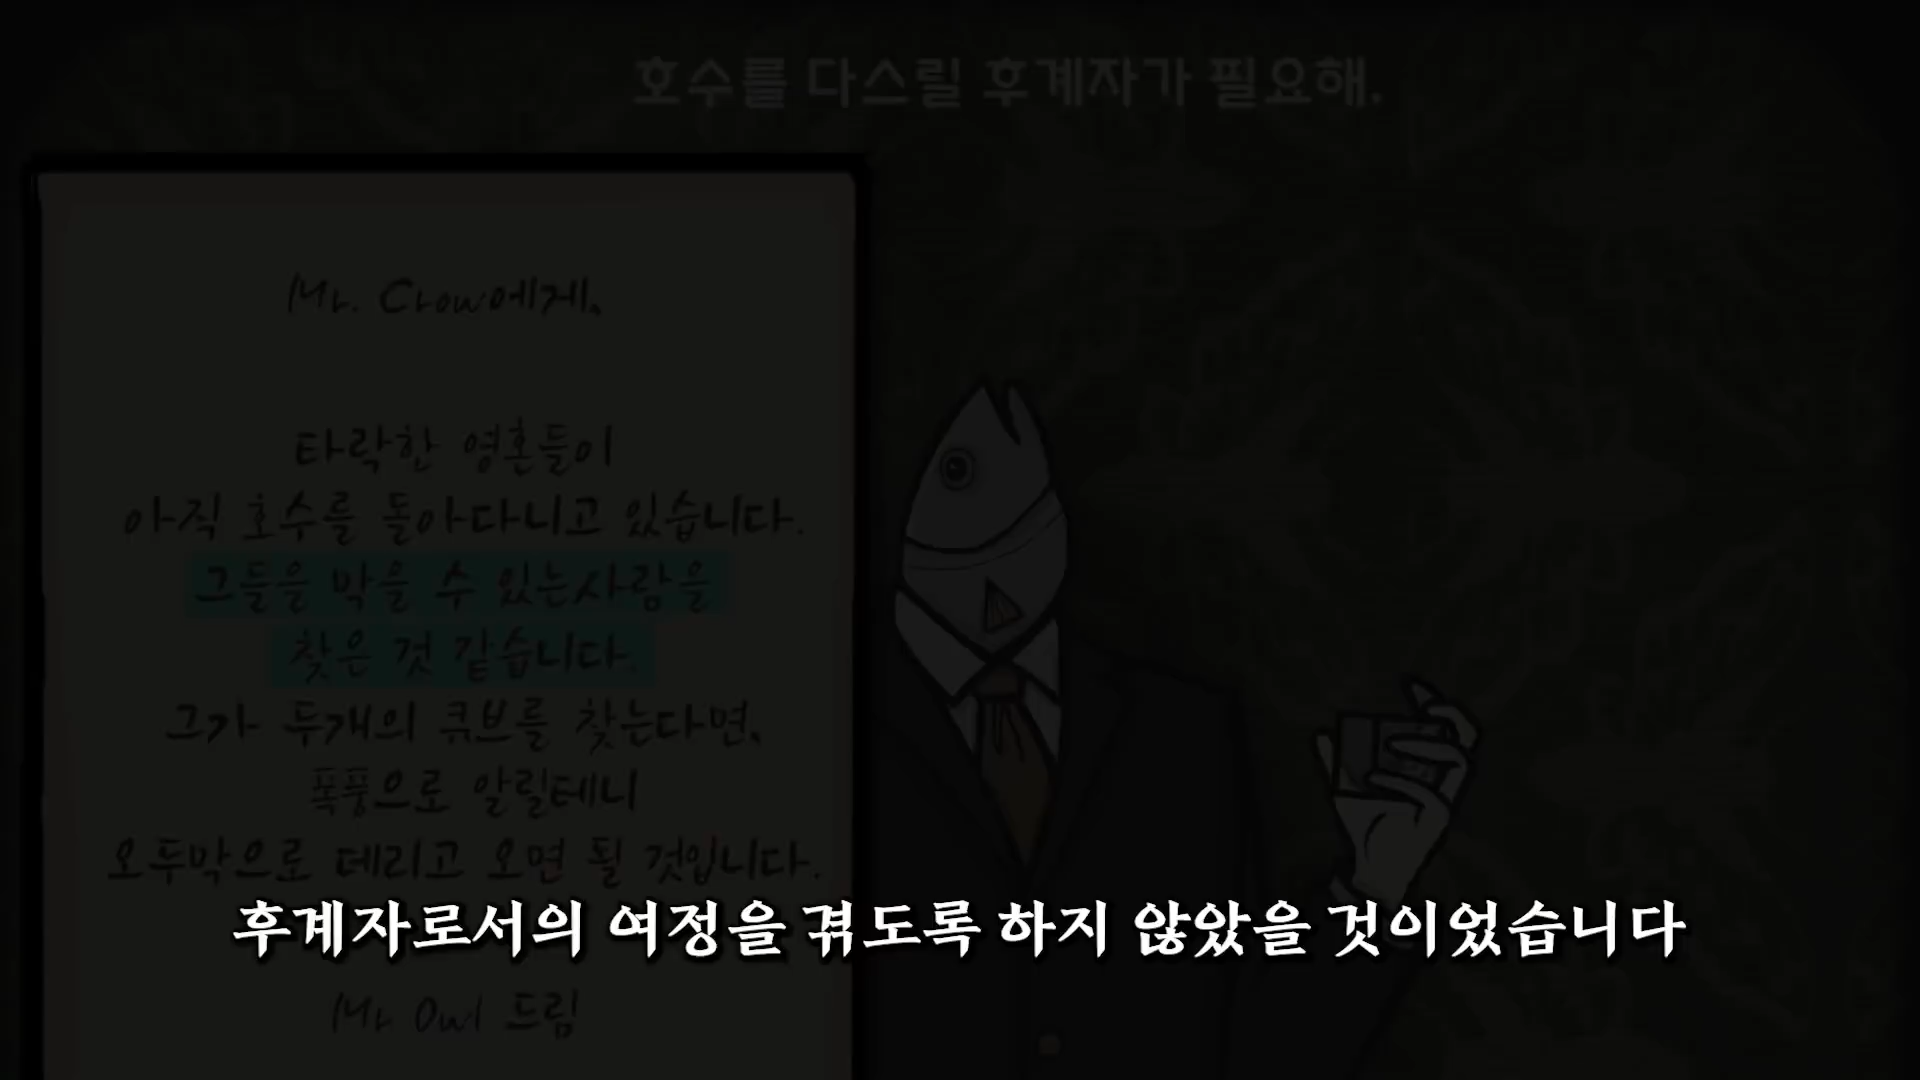 호수를 다스릴 후계자가 필요해.
Mr. Crow에게,
타락한 영혼들이
아직 호수를 돌아다니고 있습니다.
그들을 막을 수 있는사람을
찾은 것 같습니다.
그가 두개의 큐브를 찾는다면,
폭풍으로 알릴테니
오두막으로 데리고 오면 될 것입니다.
후계자로서의 여정을 겪도록 하지 않았을 것이었습니다
Mr Owl 드림